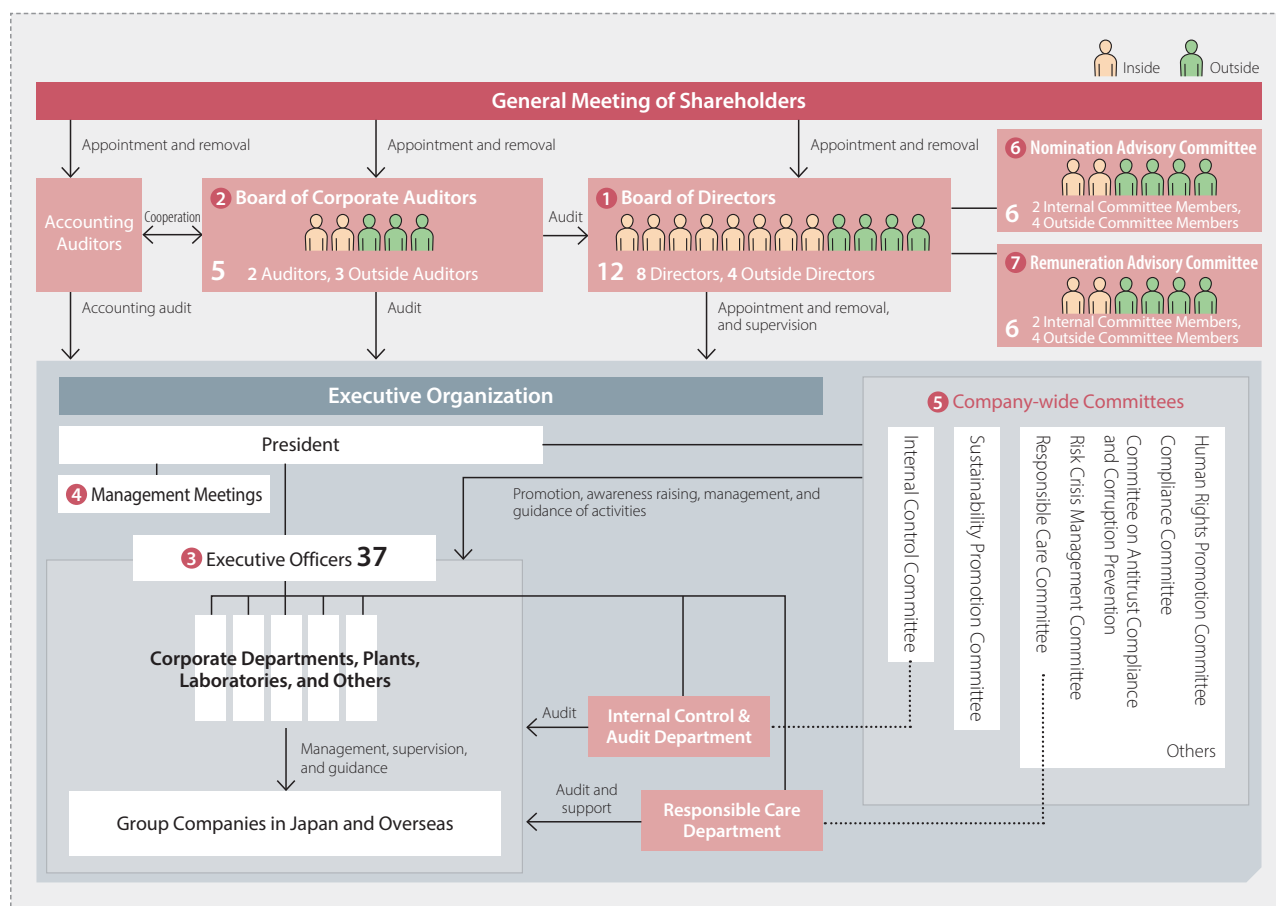 Inside
Outside
General Meeting of Shareholders
Appointment and removal
Appointment and removal
Appointment and removal
6 Nomination Advisory Committee
6
2 Internal Committee Members,
4 Outside Committee Members
Accounting
Auditors
Cooperation
2 Board of Corporate Auditors
5 2 Auditors, 3 Outside Auditors
Audit
1 Board of Directors
12 8 Directors, 4 Outside Directors
7 Remuneration Advisory Committee
6
2 Internal Committee Members,
4 Outside Committee Members
Accounting audit
Audit
Appointment and removal,
and supervision
Executive Organization
President
4 Management Meetings
3 Executive Officers 37
Promotion, awareness raising, management, and
guidance of activities
5 Company-wide Committees
Internal Control Committee
Sustainability Promotion Committee
Responsible Care Committee
Risk Crisis Management Committee
Committee on Antitrust Compliance
and Corruption Prevention
Compliance Committee
Human Rights Promotion Committee
Others
Corporate Departments, Plants,
Laboratories, and Others
Management, supervision,
and guidance
Audit
Internal Control &
Audit Department
Group Companies in Japan and Overseas
Audit and
support
Responsible Care
Department